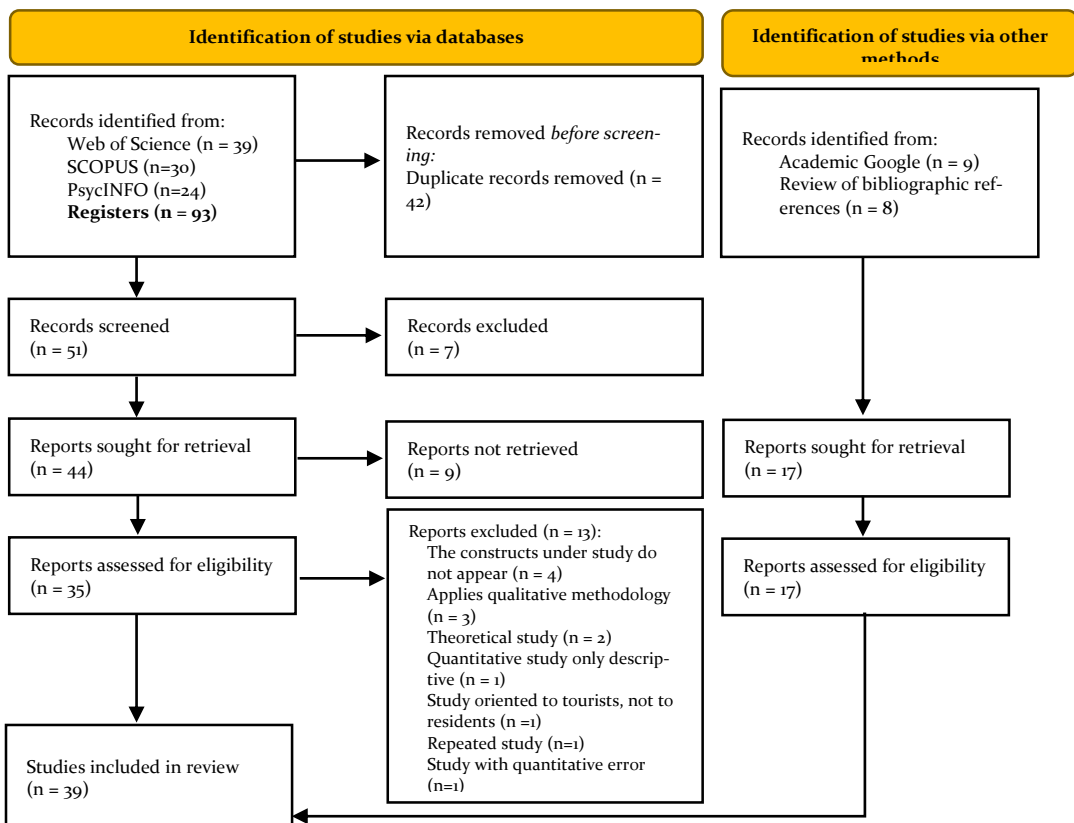 Identification of studies via databases
Identification of studies via other
methods
Records identified from:
Web of Science (n = 39)
SCOPUS (n=30)
PsycINFO (n=24)
Registers (n = 93)
Records removed before screen-
ing:
Duplicate records removed (n =
42)
Records identified from:
Academic Google (n = 9)
Review of bibliographic ref-
erences (n = 8)
Records screened
(n = 51)
Records excluded
(n = 7)
Reports sought for retrieval
(n = 44)
Reports not retrieved
(n = 9)
Reports sought for retrieval
(n = 17)
Reports assessed for eligibility
(n = 35)
Reports excluded (n = 13):
The constructs under study do
not appear (n = 4)
Applies qualitative methodology
(n = 3)
Theoretical study (n = 2)
Quantitative study only descrip-
tive (n = 1)
Study oriented to tourists, not to
residents (n =1)
Repeated study (n=1)
Study with quantitative error
(n=1)
Reports assessed for eligibility
(n = 17)
Studies included in review
(n = 39)